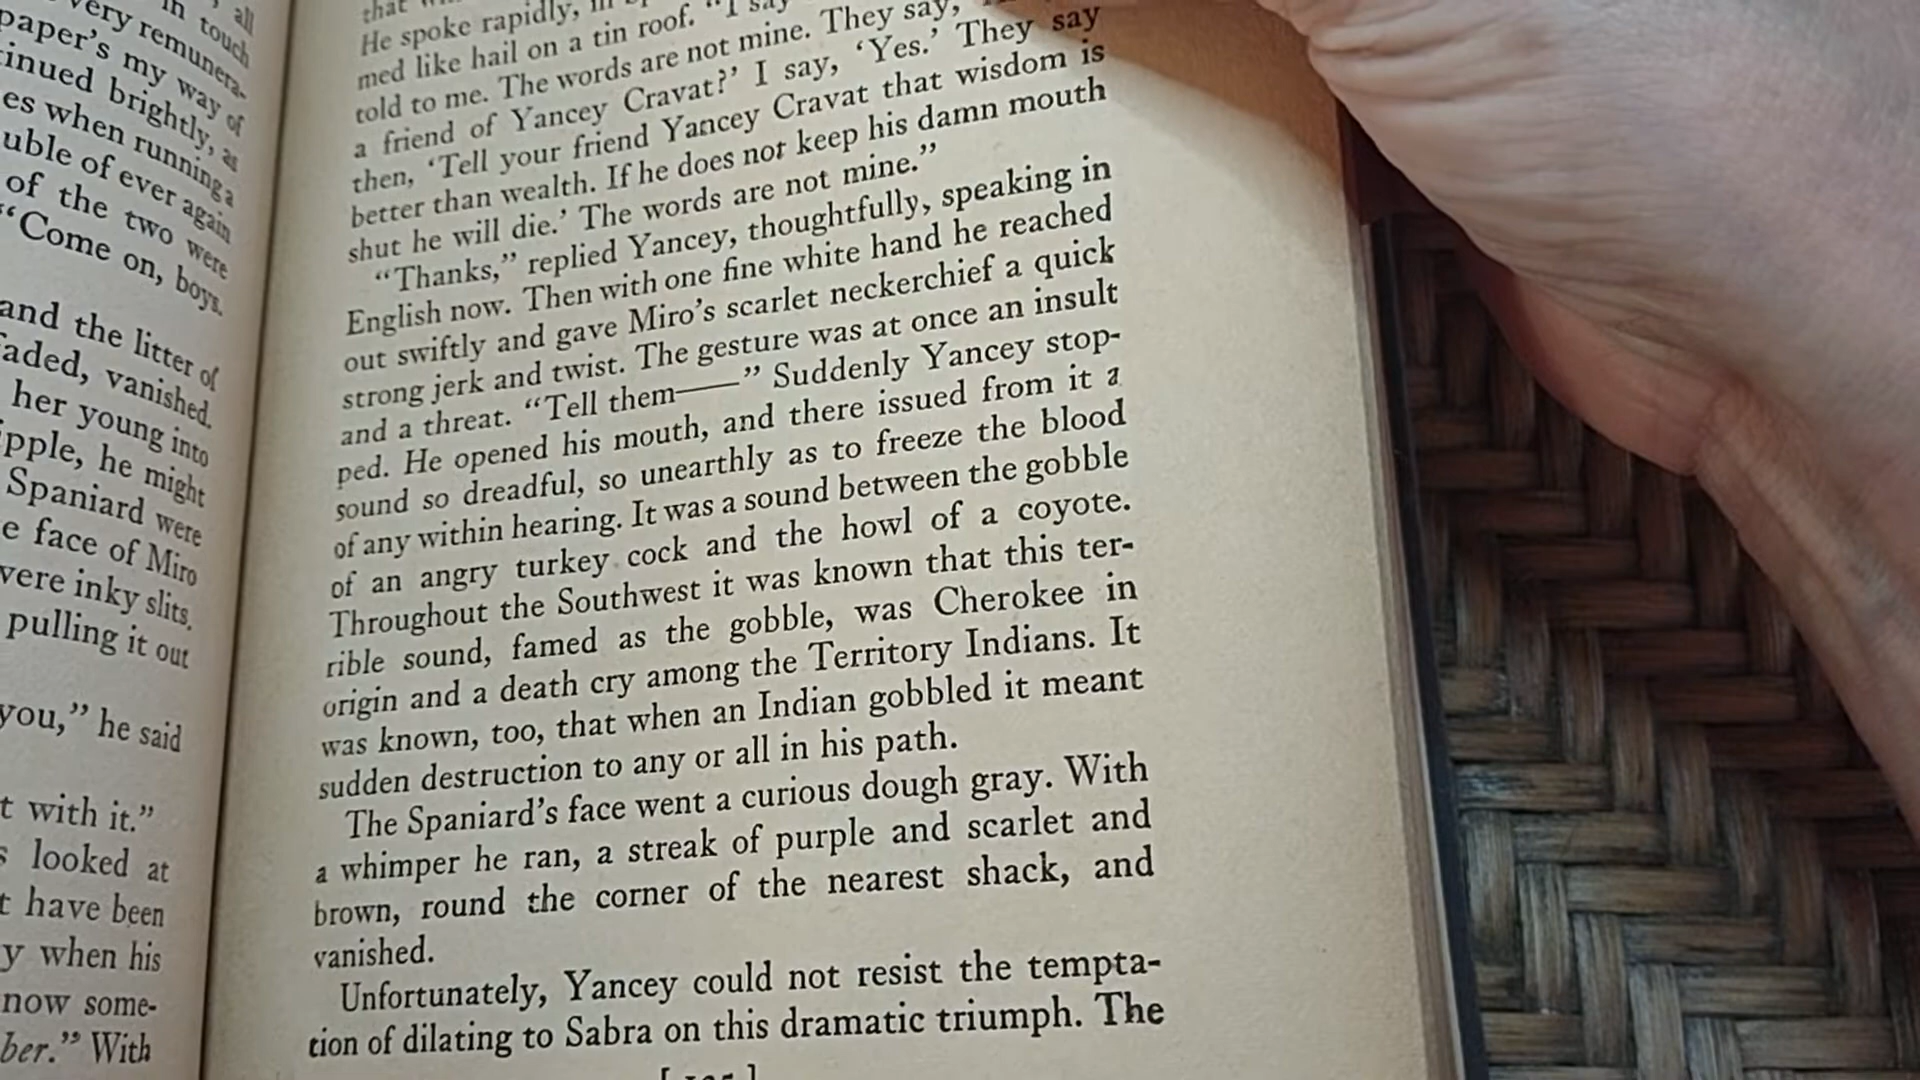 all
in touch
very remunera-
paper's my way of
tinued brightly, as
es when running a
uble of ever again
of the two were
"Come on, boys.
and the litter of
faded, vanished.
her young into
ipple, he might
Spaniard were
e face of Miro
were inky slits.
pulling it out
you," he said
t with it."
s looked at
t have been
y when his
now some-
ber." With
that
He spoke rapidly, in
med like hail on a tin roof. "I say
told to me. The words are not mine. They say,
a friend of Yancey Cravat?' I say, 'Yes.' They say
then, 'Tell your friend Yancey Cravat that wisdom is
better than wealth. If he does not keep his damn mouth
shut he will die.' The words are not mine."
"Thanks," replied Yancey, thoughtfully, speaking in
English now. Then with one fine white hand he reached
out swiftly and gave Miro's scarlet neckerchief a quick
strong jerk and twist. The gesture was at once an insult
and a threat. "Tell them——" Suddenly Yancey stop-
ped. He opened his mouth, and there issued from it a
sound so dreadful, so unearthly as to freeze the blood
of any within hearing. It was a sound between the gobble
of an angry turkey cock and the howl of a coyote.
Throughout the Southwest it was known that this ter-
rible sound, famed as the gobble, was Cherokee in
origin and a death cry among the Territory Indians. It
was known, too, that when an Indian gobbled it meant
sudden destruction to any or all in his path.
The Spaniard's face went a curious dough gray. With
a whimper he ran, a streak of purple and scarlet and
brown, round the corner of the nearest shack, and
vanished.
Unfortunately, Yancey could not resist the tempta-
tion of dilating to Sabra on this dramatic triumph. The